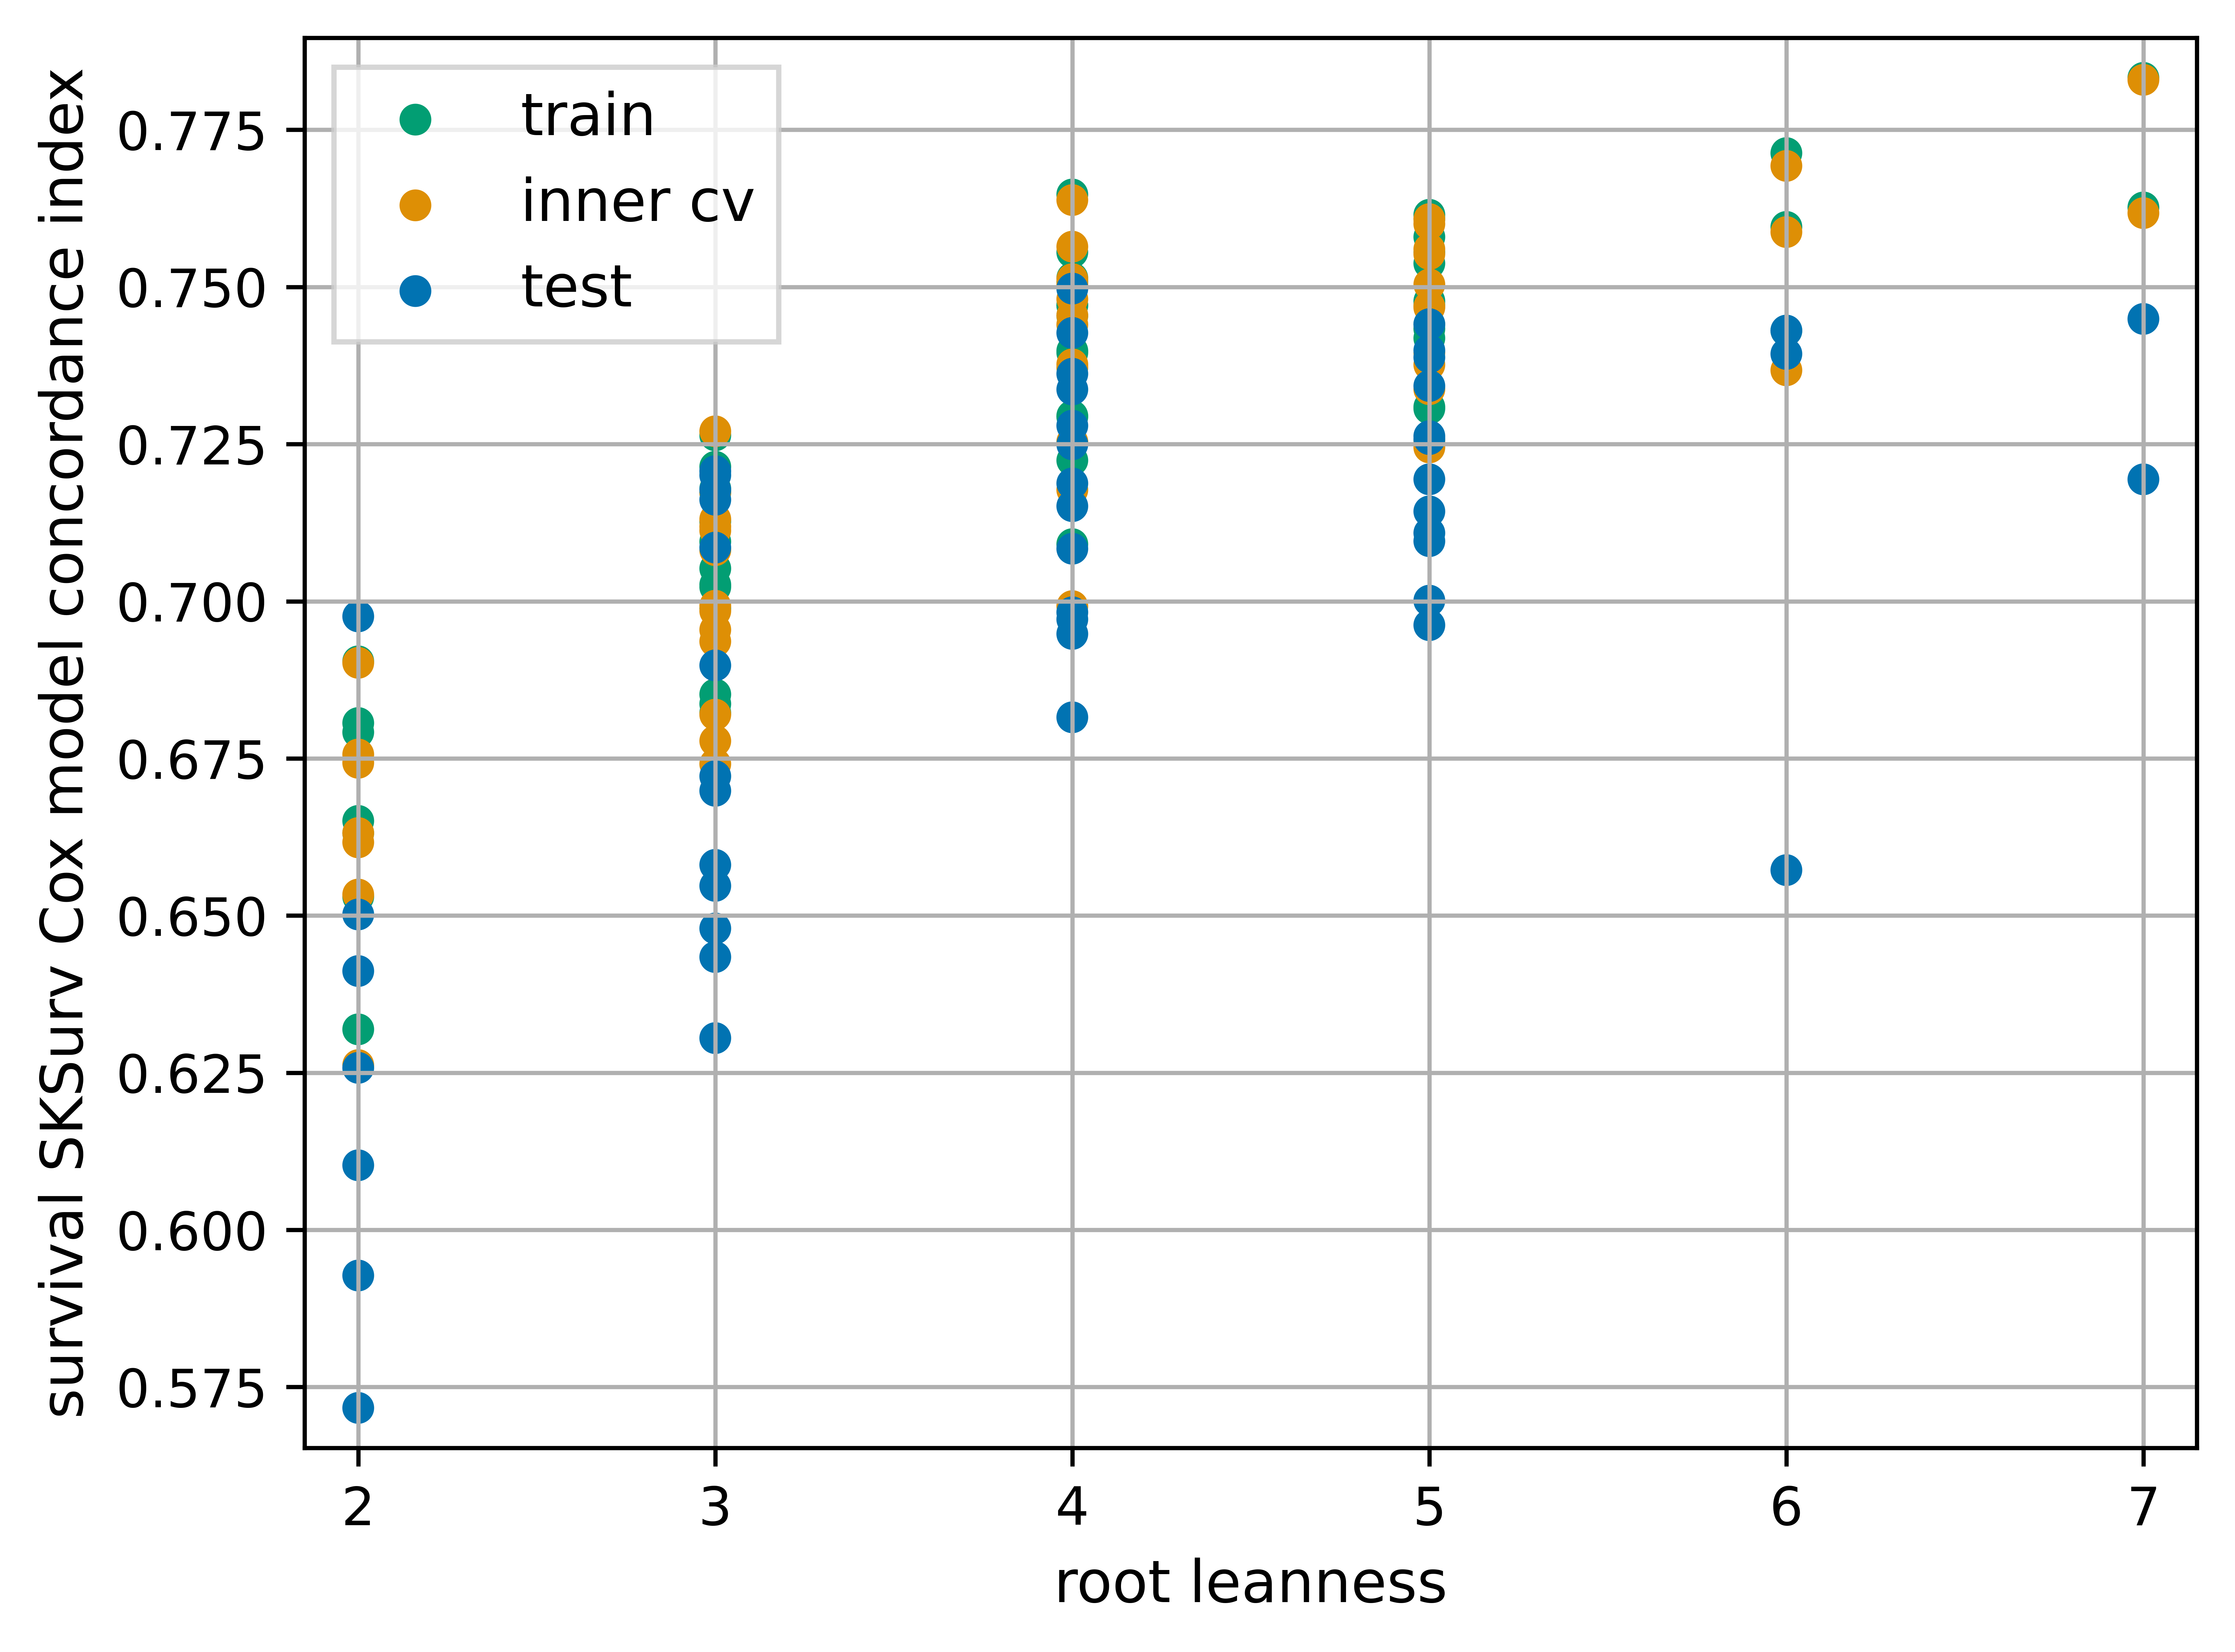 survival SKSurv Cox model concordance index
0.775
0.750
0.725
0.700
0.675
0.650
0.625
0.600
0.575
train
inner cv
test
2 3 4 5 6 7
root leanness